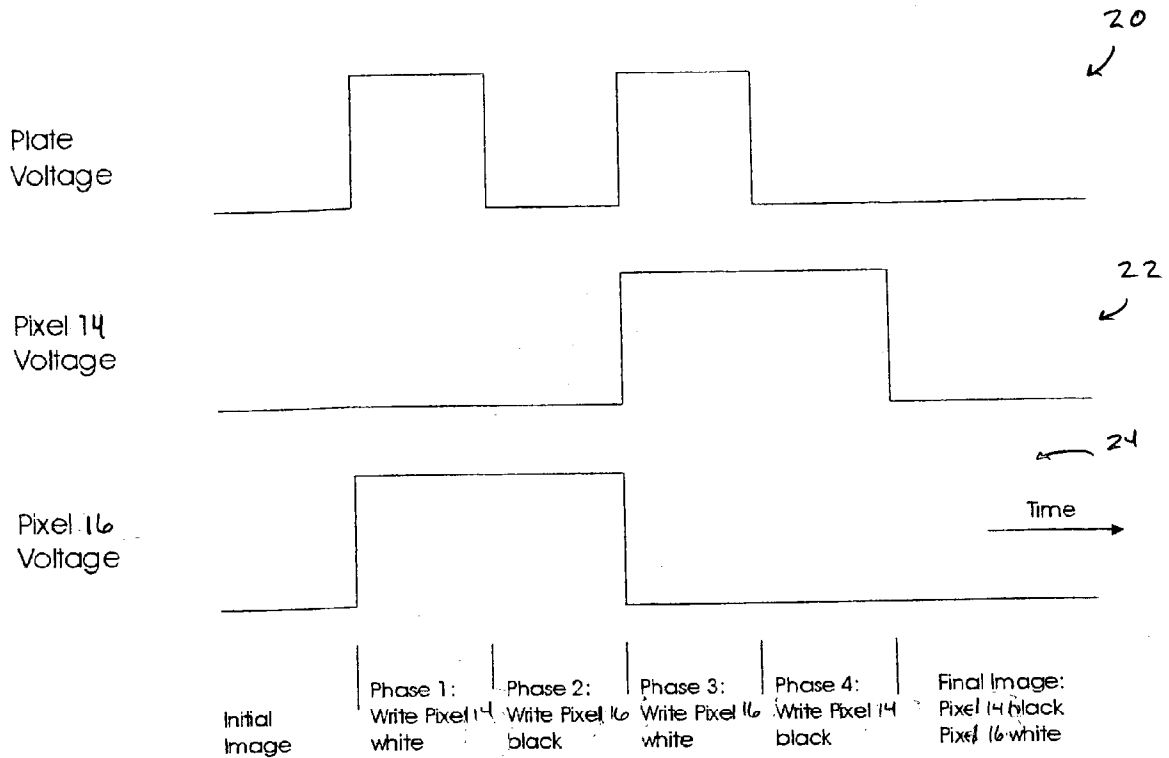 20
Plate
Voltage
22
Pixel 14
Voltage
24
Time
Pixel 16
Voltage
Initial
Image
Phase 1:
Write Pixel 14
white
Phase 2:
Write Pixel 16
black
Phase 3:
Write Pixel 16
white
Phase 4:
Write Pixel 14
black
Final Image:
Pixel 14 black
Pixel 16 white